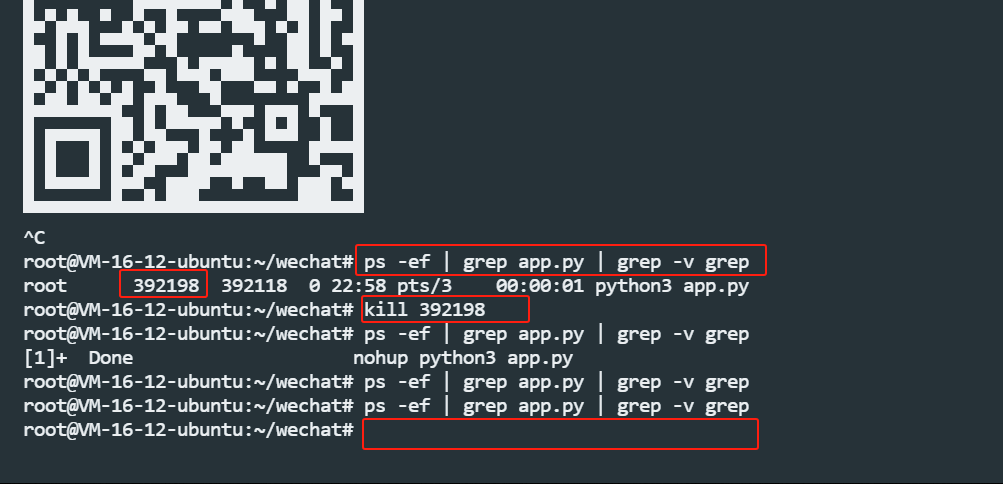 ^C
root@VM-16-12-ubuntu:~/wechat# ps -ef | grep app.py | grep -v grep
root      392198  392118  0 22:58 pts/3    00:00:01 python3 app.py
root@VM-16-12-ubuntu:~/wechat# kill 392198
root@VM-16-12-ubuntu:~/wechat# ps -ef | grep app.py | grep -v grep
[1]+  Done                    nohup python3 app.py
root@VM-16-12-ubuntu:~/wechat# ps -ef | grep app.py | grep -v grep
root@VM-16-12-ubuntu:~/wechat# ps -ef | grep app.py | grep -v grep
root@VM-16-12-ubuntu:~/wechat#